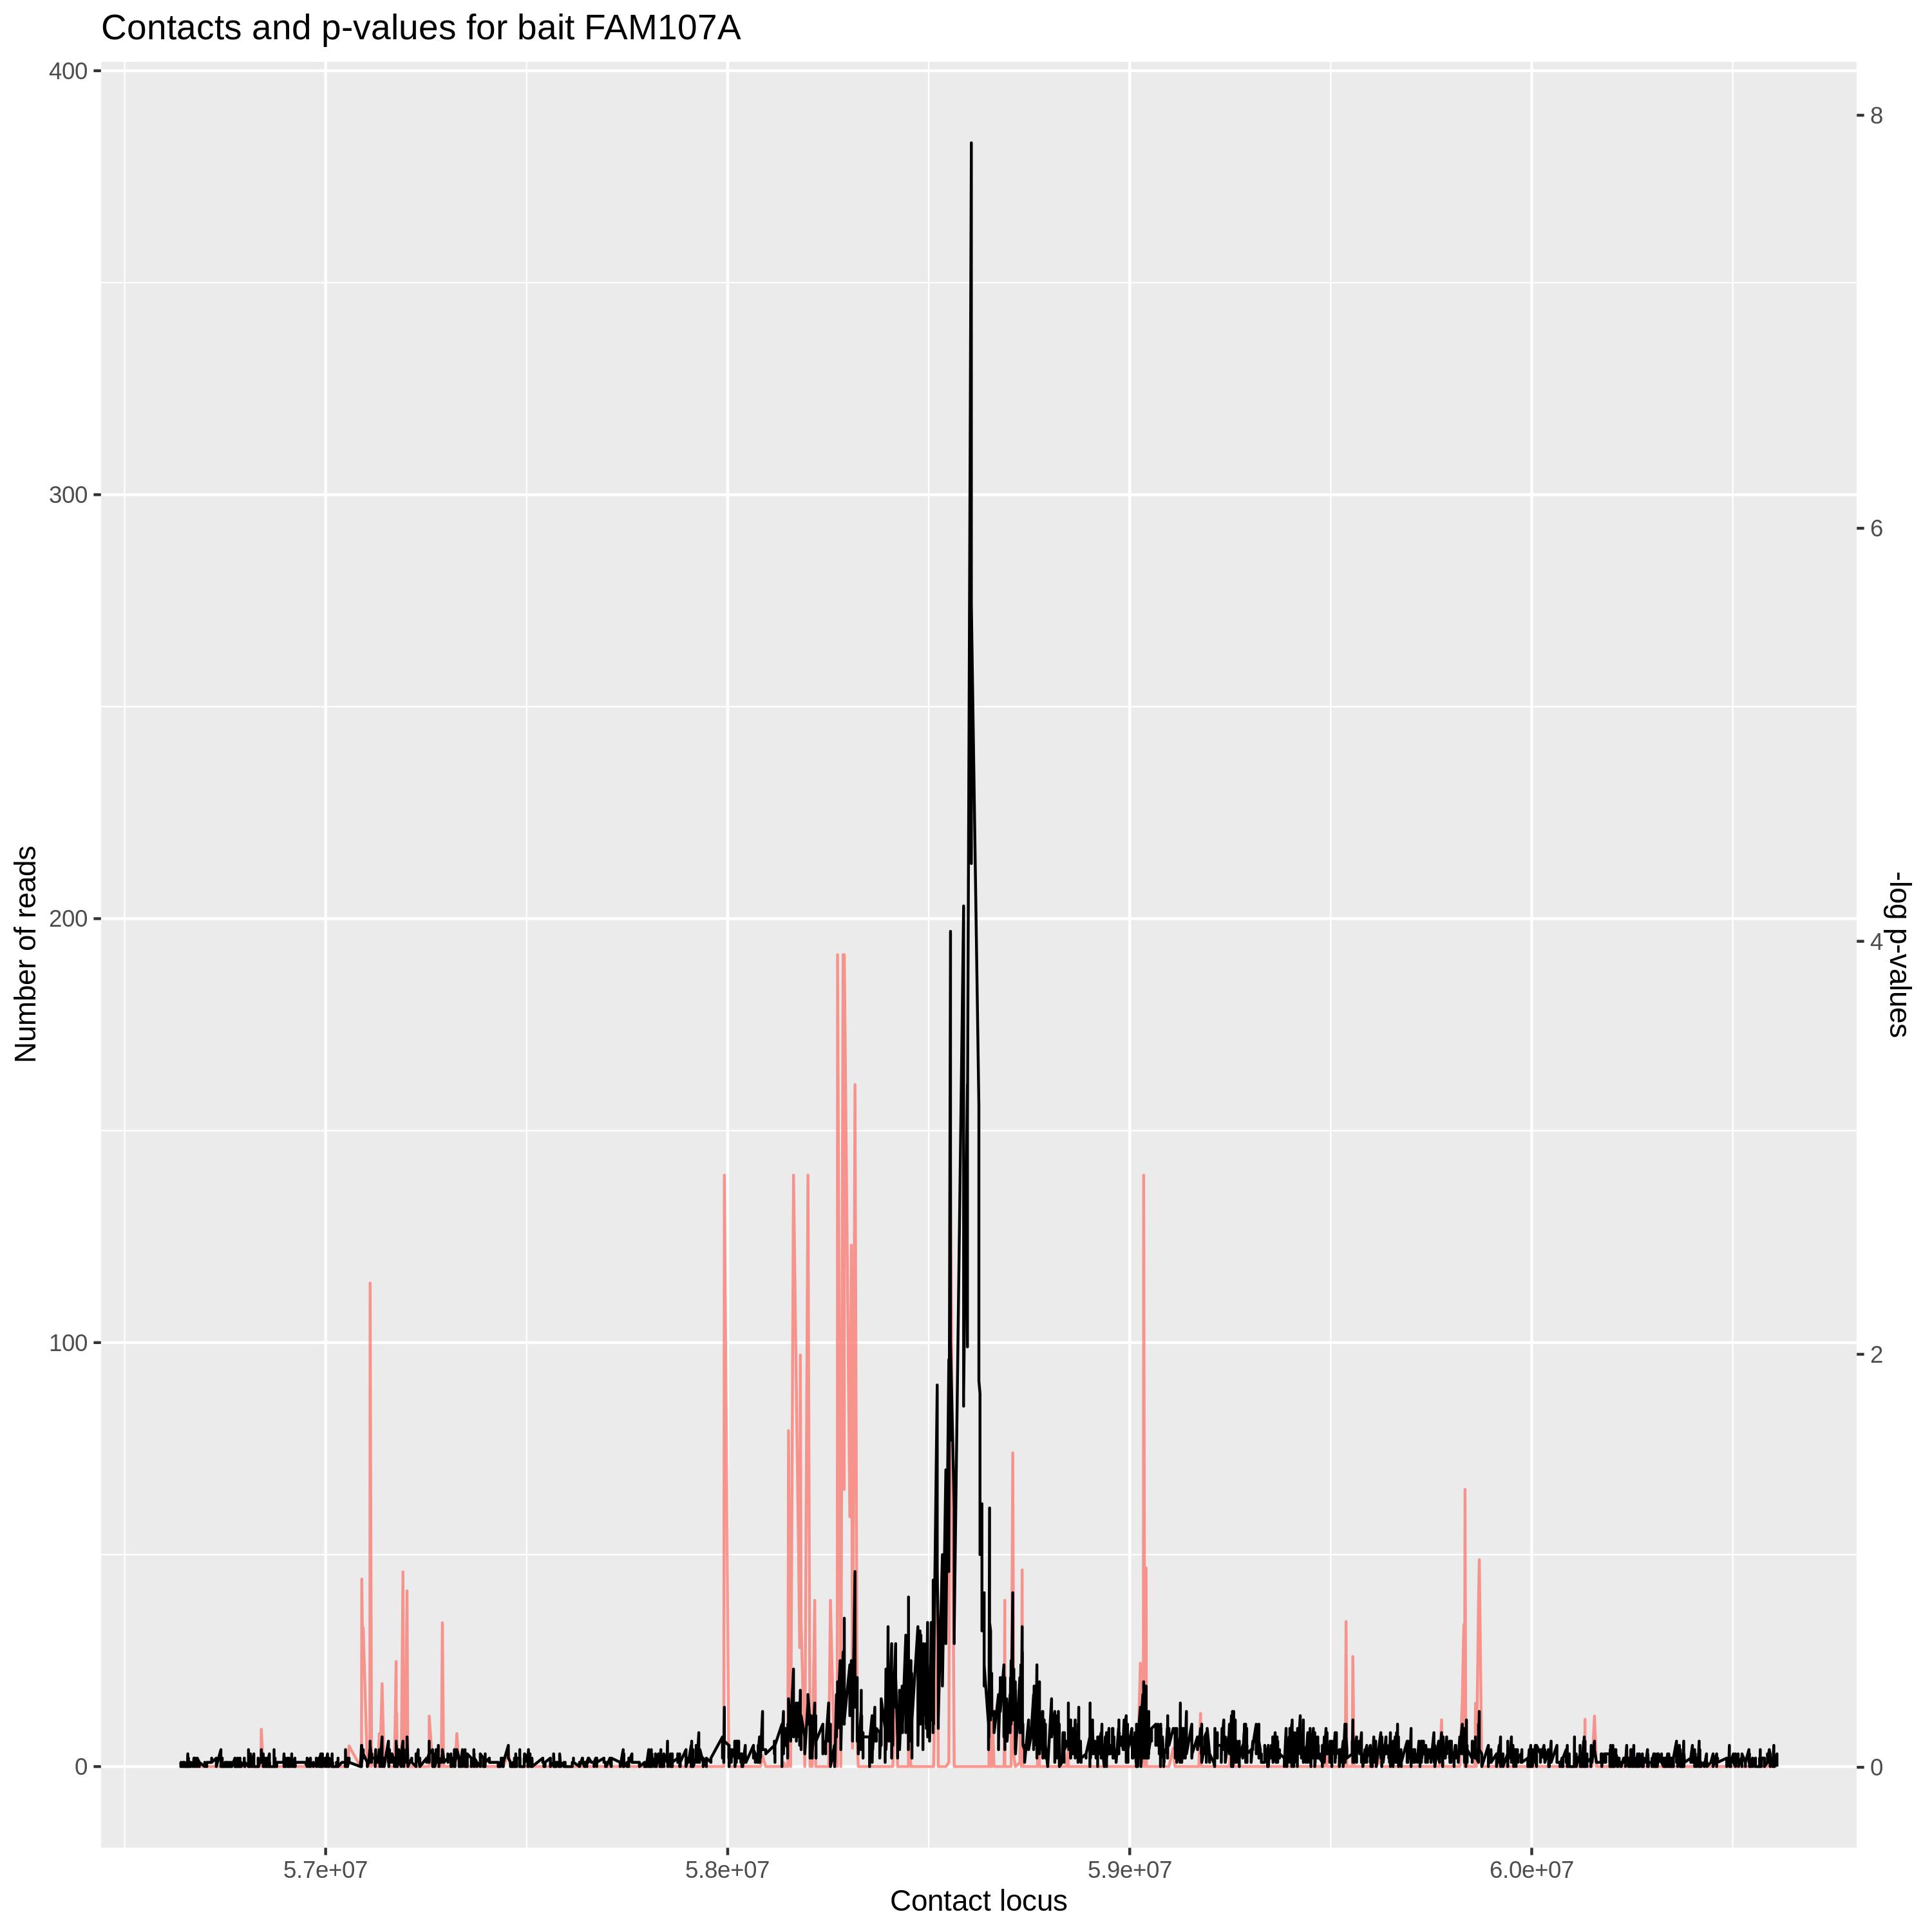 Contacts and p-values for bait FAM107A
400
300
200
100
0
Number of reads
8
6
4
2
0
-log p-values
5.7e+07
5.8e+07
5.9e+07
6.0e+07
Contact locus